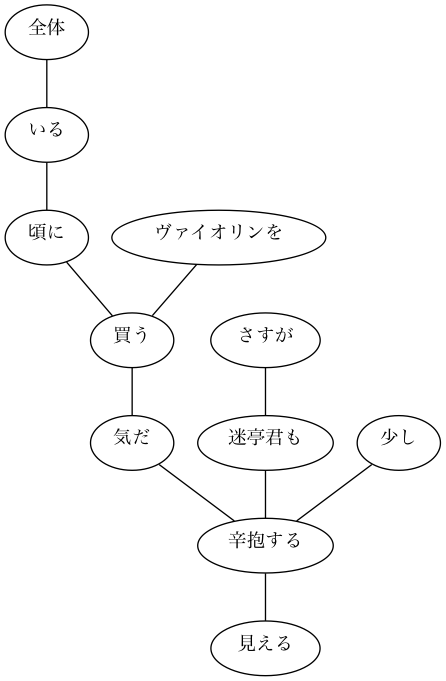 全体
いる
頃に
ヴァイオリンを
買う
さすが
気だ
迷亭君も
少し
辛抱する
見える